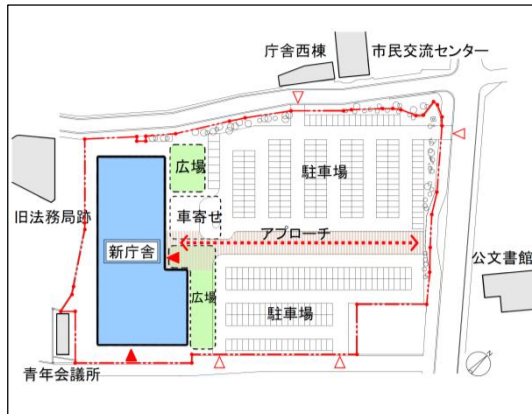 庁舎西棟
市民交流センター
広場
駐車場
旧法務局跡
車寄せ
アプローチ
新庁舎
公文書館
広場
駐車場
青年会議所